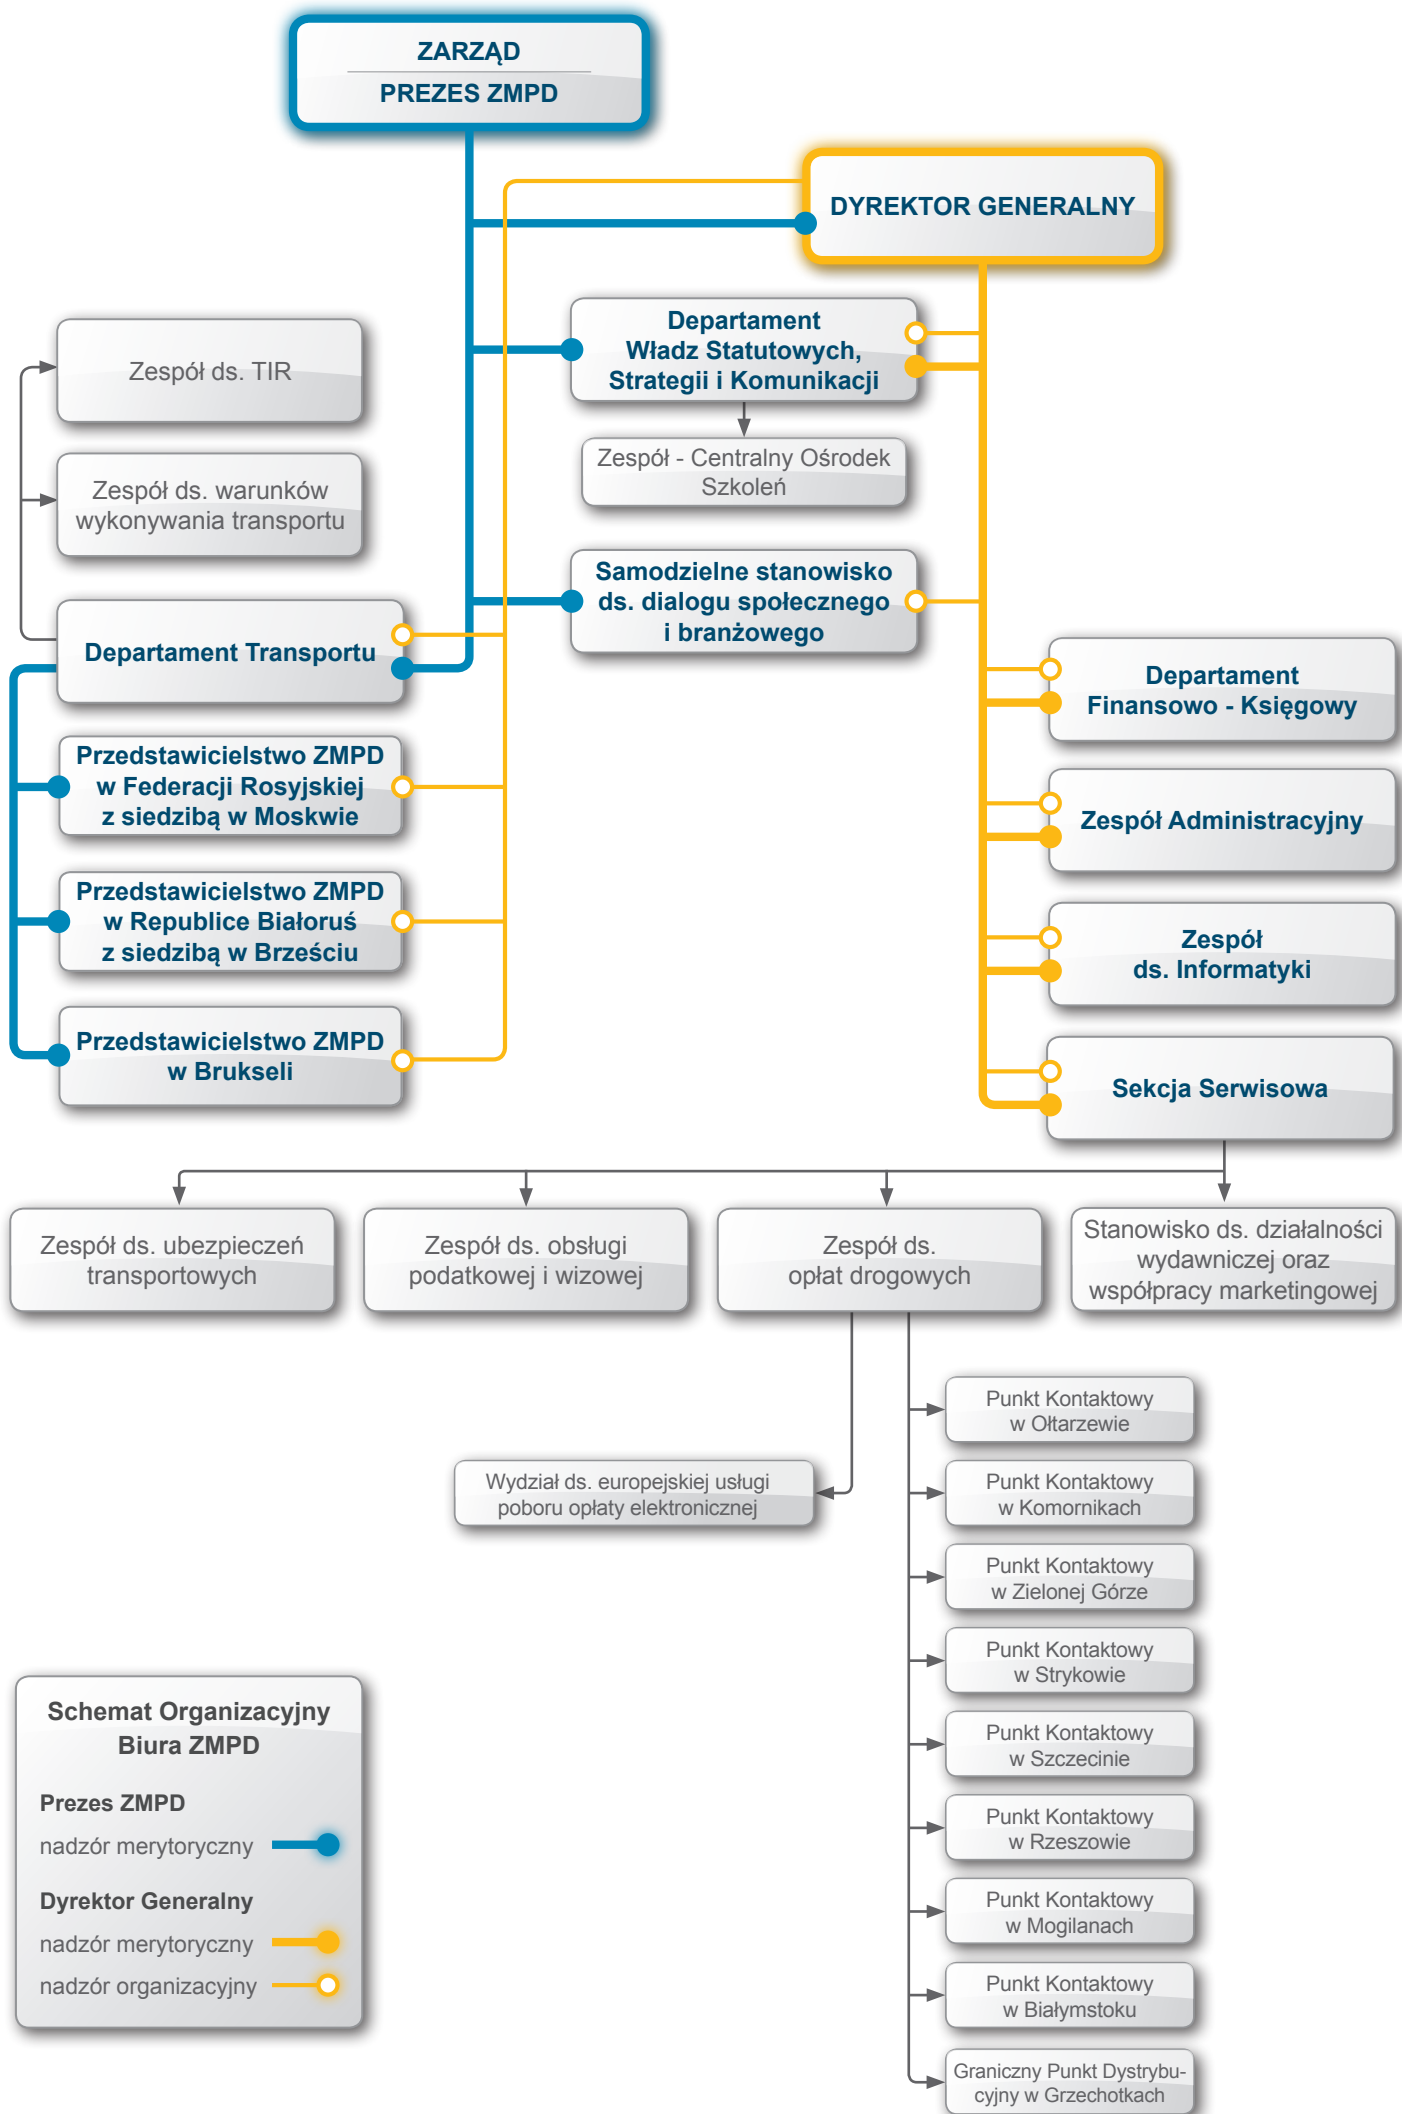 ZARZĄD
PREZES ZMPD
DYREKTOR GENERALNY
Departament
Władz Statutowych,
Strategii i Komunikacji
Zespół - Centralny Ośrodek
Szkoleń
Samodzielne stanowisko
ds. dialogu społecznego
i branżowego
Zespół ds. TIR
Zespół ds. warunków
wykonywania transportu
Departament Transportu
Przedstawicielstwo ZMPD
w Federacji Rosyjskiej
z siedzibą w Moskwie
Przedstawicielstwo ZMPD
w Republice Białoruś
z siedzibą w Brześciu
Przedstawicielstwo ZMPD
w Brukseli
Departament
Finansowo - Księgowy
Zespół Administracyjny
Zespół
ds. Informatyki
Sekcja Serwisowa
Zespół ds. ubezpieczeń
transportowych
Zespół ds. obsługi
podatkowej i wizowej
Zespół ds.
opłat drogowych
Stanowisko ds. działalności
wydawniczej oraz
współpracy marketingowej
Wydział ds. europejskiej usługi
poboru opłaty elektronicznej
Punkt Kontaktowy
w Ołtarzewie
Punkt Kontaktowy
w Komornikach
Punkt Kontaktowy
w Zielonej Górze
Punkt Kontaktowy
w Strykowie
Punkt Kontaktowy
w Szczecinie
Punkt Kontaktowy
w Rzeszowie
Punkt Kontaktowy
w Mogilanach
Punkt Kontaktowy
w Białymstoku
Graniczny Punkt Dystrybu-
cyjny w Grzechotkach
Schemat Organizacyjny
Biura ZMPD
Prezes ZMPD
nadzór merytoryczny
Dyrektor Generalny
nadzór merytoryczny
nadzór organizacyjny